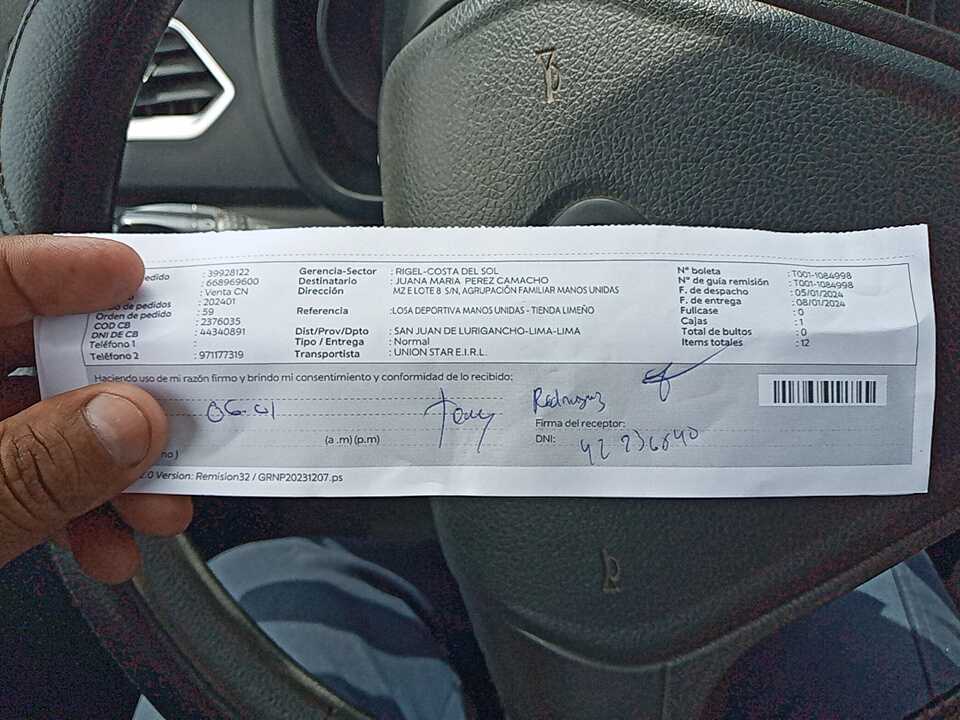 pedido : 39928122
: 668969600
: Venta CN
de pedidos : 202401
Orden de pedido : 59
COD CB : 2376035
DNI DE CB : 44340891
Teléfono 1 :
Teléfono 2 : 971177319
Gerencia-Sector : RIGEL-COSTA DEL SOL
Destinatario : JUANA MARIA PEREZ CAMACHO
Dirección MZ E LOTE 8 S/N, AGRUPACIÓN FAMILIAR MANOS UNIDAS
Referencia : LOSA DEPORTIVA MANOS UNIDAS - TIENDA LIMEÑO
Dist/Prov/Dpto : SAN JUAN DE LURIGANCHO-LIMA-LIMA
Tipo / Entrega : Normal
Transportista : UNION STAR E.I.R.L.
N° boleta : T001-1084998
N° de guía remisión : T001-1084998
F. de despacho : 05/01/2024
F. de entrega : 08/01/2024
Fullcase : 0
Cajas : 1
Total de bultos : 0
Items totales : 12
Haciendo uso de mi razón firmo y brindo mi consentimiento y conformidad de lo recibido:
06.01
Tony Rodriguez
(a .m) (p.m)
Firma del receptor:
DNI:
2.0 Version: Remision32 / GRNP20231207.ps